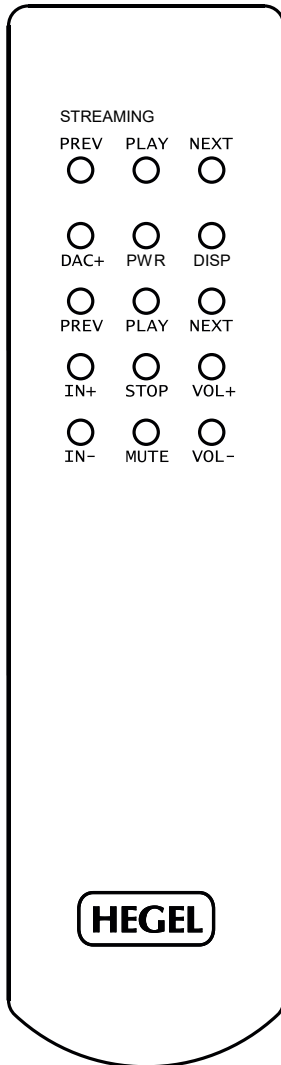 STREAMING
PREV PLAY NEXT
DAC+ PWR DISP
PREV PLAY NEXT
IN+ STOP VOL+
IN- MUTE VOL-
HEGEL